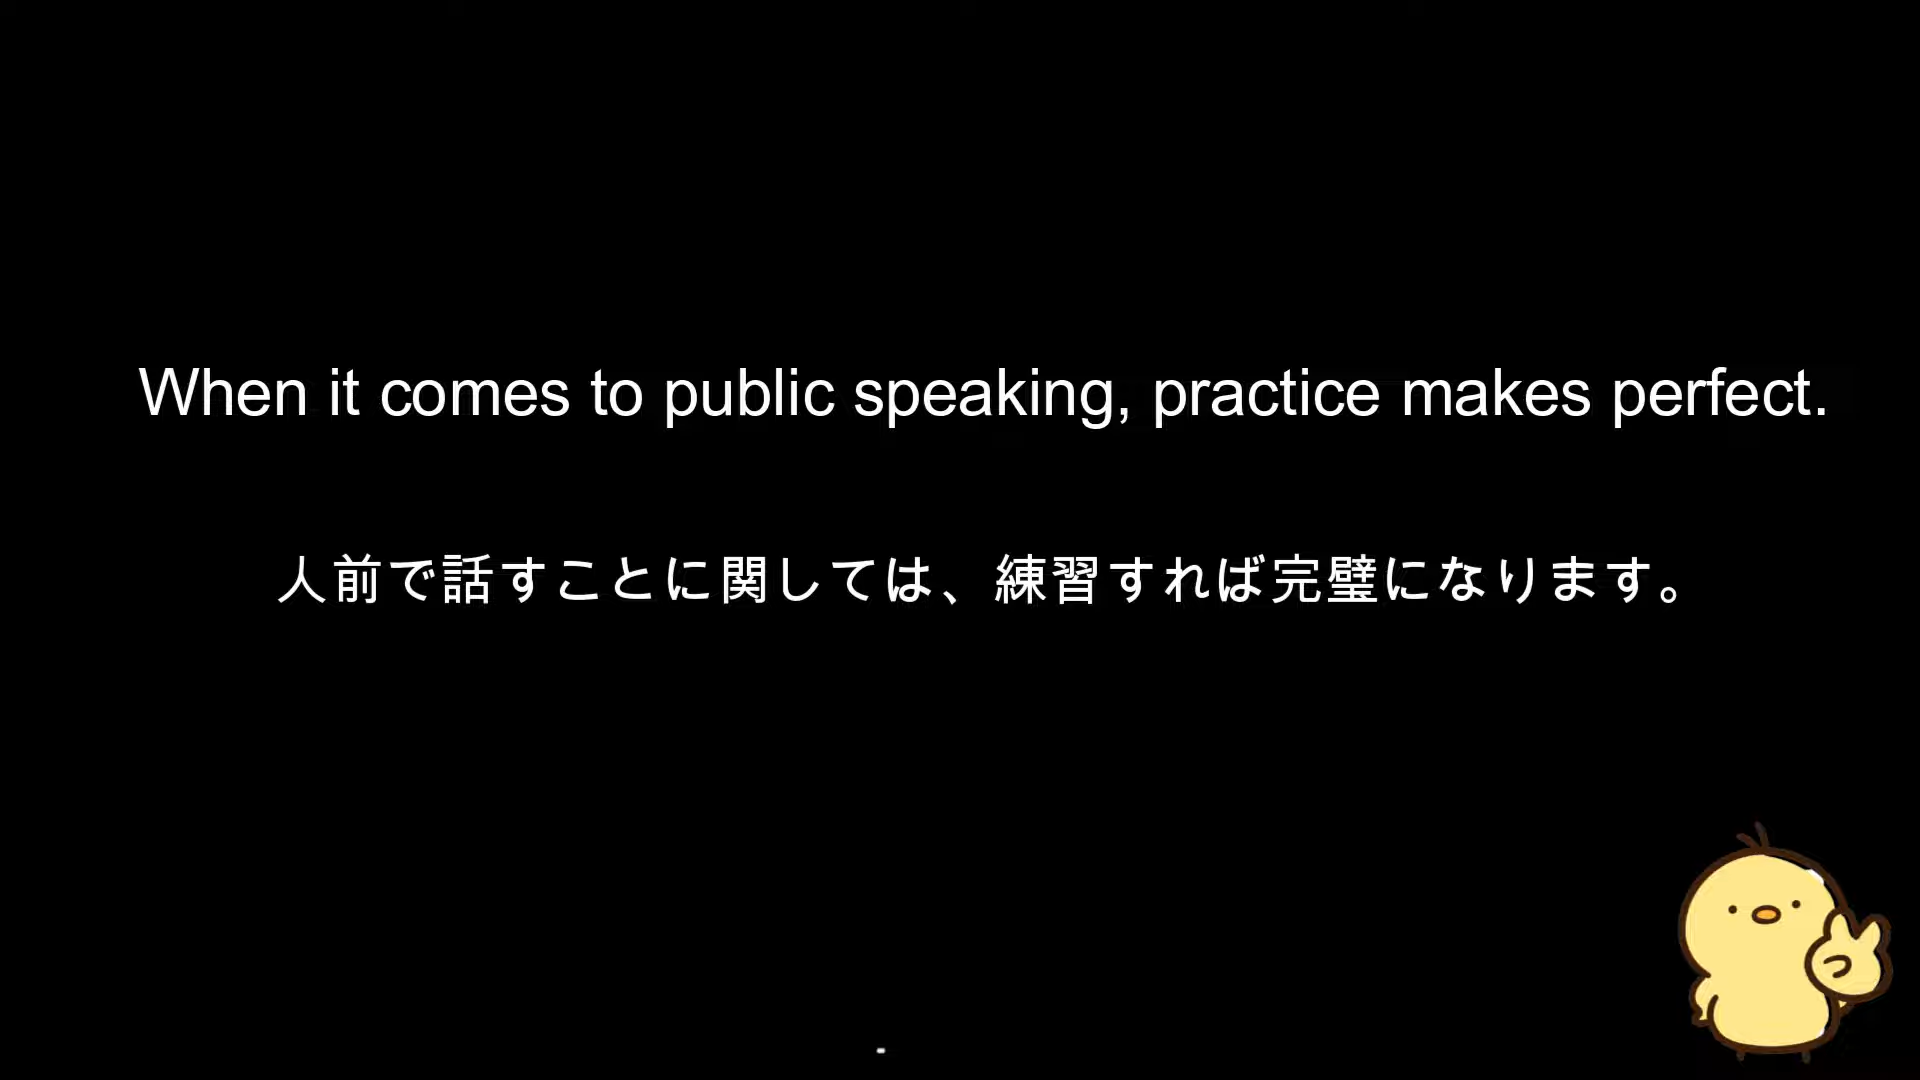 When it comes to public speaking, practice makes perfect.
人前で話すことに関しては、練習すれば完璧になります。